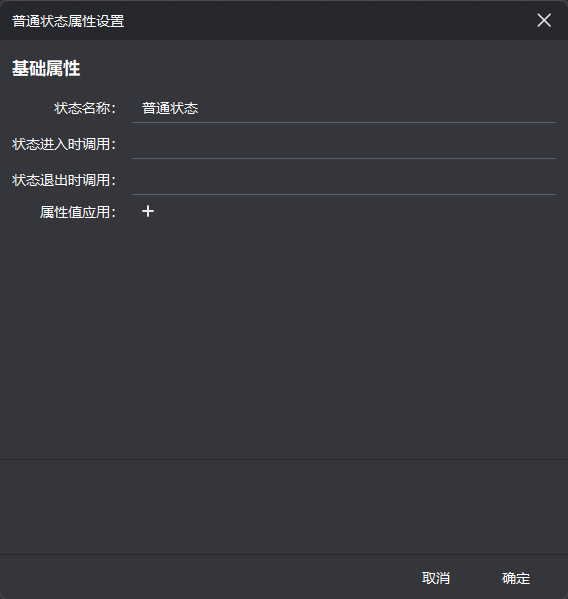 普通状态属性设置
基础属性
状态名称： 普通状态
状态进入时调用：
状态退出时调用：
属性值应用： +
取消 确定